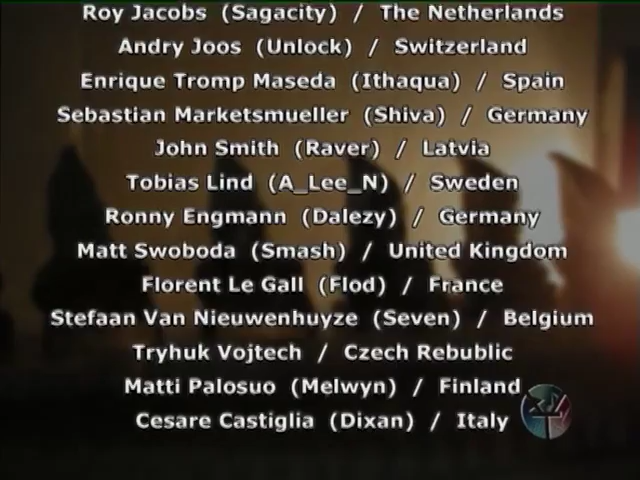 Roy Jacobs (Sagacity) / The Netherlands
Andry Joos (Unlock) / Switzerland
Enrique Tromp Maseda (Ithaqua) / Spain
Sebastian Marketsmueller (Shiva) / Germany
John Smith (Raver) / Latvia
Tobias Lind (A_Lee_N) / Sweden
Ronny Engmann (Dalezy) / Germany
Matt Swoboda (Smash) / United Kingdom
Florent Le Gall (Flod) / France
Stefaan Van Nieuwenhuyze (Seven) / Belgium
Tryhuk Vojtech / Czech Rebublic
Matti Palosuo (Melwyn) / Finland
Cesare Castiglia (Dixan) / Italy